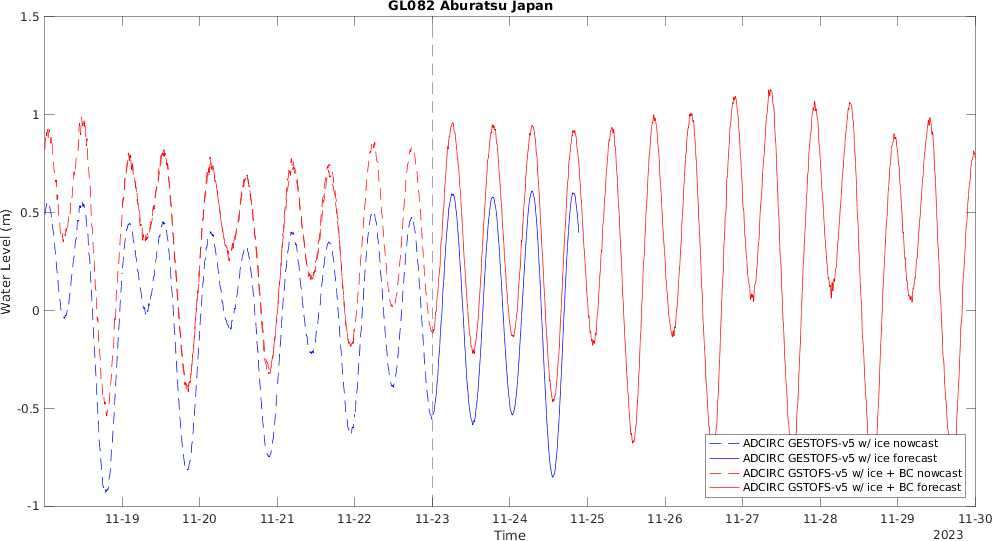 GL082 Aburatsu Japan
1.5
1
0.5
0
-0.5
-1
Water Level (m)
11-19 11-20 11-21 11-22 11-23 11-24 11-25 11-26 11-27 11-28 11-29 11-30
Time
2023
ADCIRC GESTOFS-v5 w/ ice nowcast
ADCIRC GESTOFS-v5 w/ ice forecast
ADCIRC GSTOFS-v5 w/ ice + BC nowcast
ADCIRC GSTOFS-v5 w/ ice + BC forecast